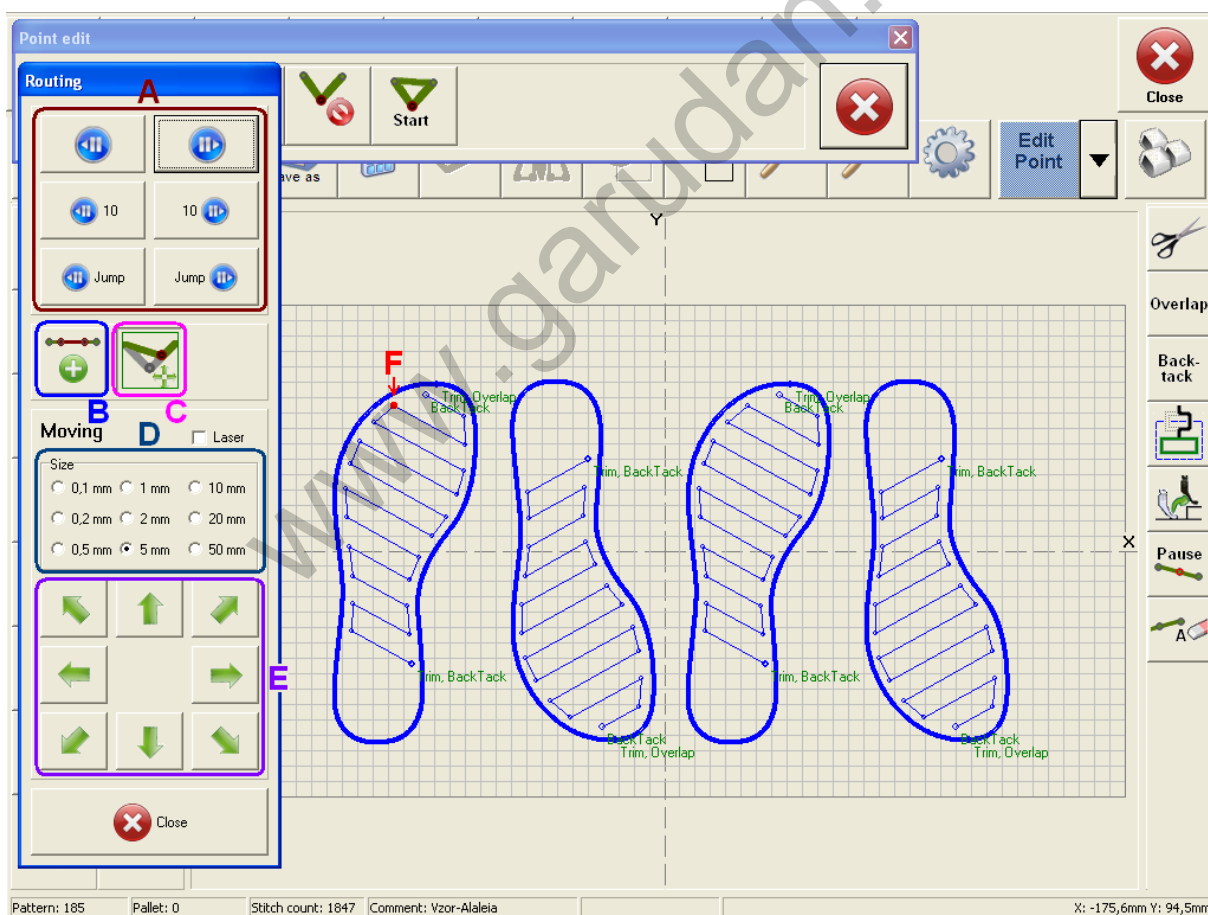 Point edit
Routing
A
Start
Close
ave as
Edit
Point
10
10
Jump
Jump
B
C
Moving
D
Laser
Size
0,1 mm
1 mm
10 mm
0,2 mm
2 mm
20 mm
0,5 mm
5 mm
50 mm
E
Close
Y
X
F
Trim, Overlap
BackTack
Trim, BackTack
Trim, Overlap
BackTack
Trim, BackTack
Trim, BackTack
Trim, BackTack
BackTack
Trim, Overlap
BackTack
Trim, Overlap
Overlap
Back-
tack
Pause
A
www.garudan.
Pattern: 185
Pallet: 0
Stitch count: 1847
Comment: Vzor-Alaleia
X: -175,6mm Y: 94,5mm